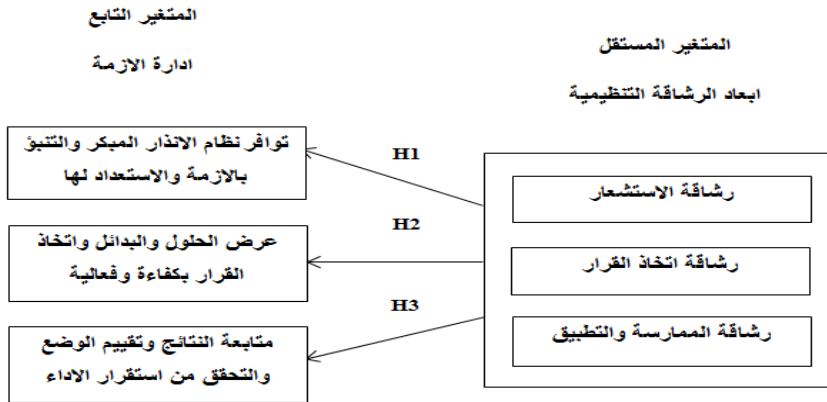 المتغير المستقل
ابعاد الرشاقة التنظيمية
رشاقة الاستشعار
رشاقة اتخاذ القرار
رشاقة الممارسة والتطبيق
H1
H2
H3
المتغير التابع
ادارة الازمة
توافر نظام الانذار المبكر والتنبؤ
بالازمة والاستعداد لها
عرض الحلول والبدائل واتخاذ
القرار بكفاءة وفعالية
متابعة النتائج وتقييم الوضع
والتحقق من استقرار الاداء